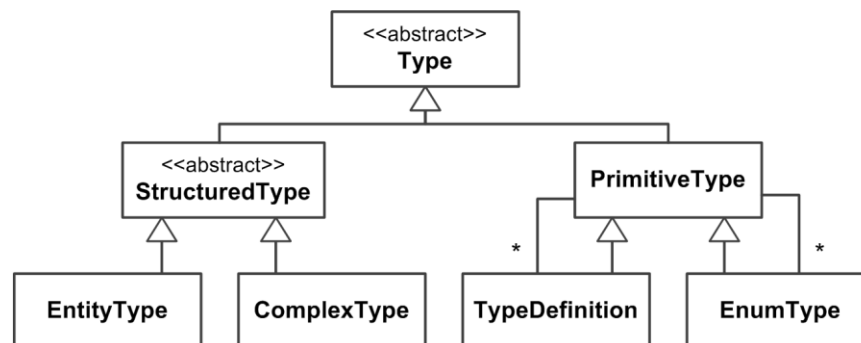 <<abstract>>
Type
<<abstract>>
StructuredType
PrimitiveType
*
*
EntityType
ComplexType
TypeDefinition
EnumType